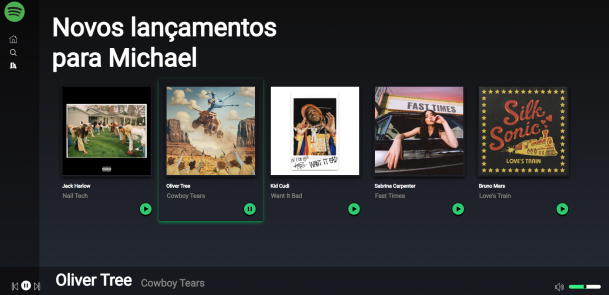 Novos lançamentos
para Michael
FAST TIMES
WANT IT BAD
Silk
Sonic
LOVE'S TRAIN
Jack Harlow
Nail Tech
Oliver Tree
Cowboy Tears
Kid Cudi
Want It Bad
Sabrina Carpenter
Fast Times
Bruno Mars
Love's Train
Oliver Tree
Cowboy Tears